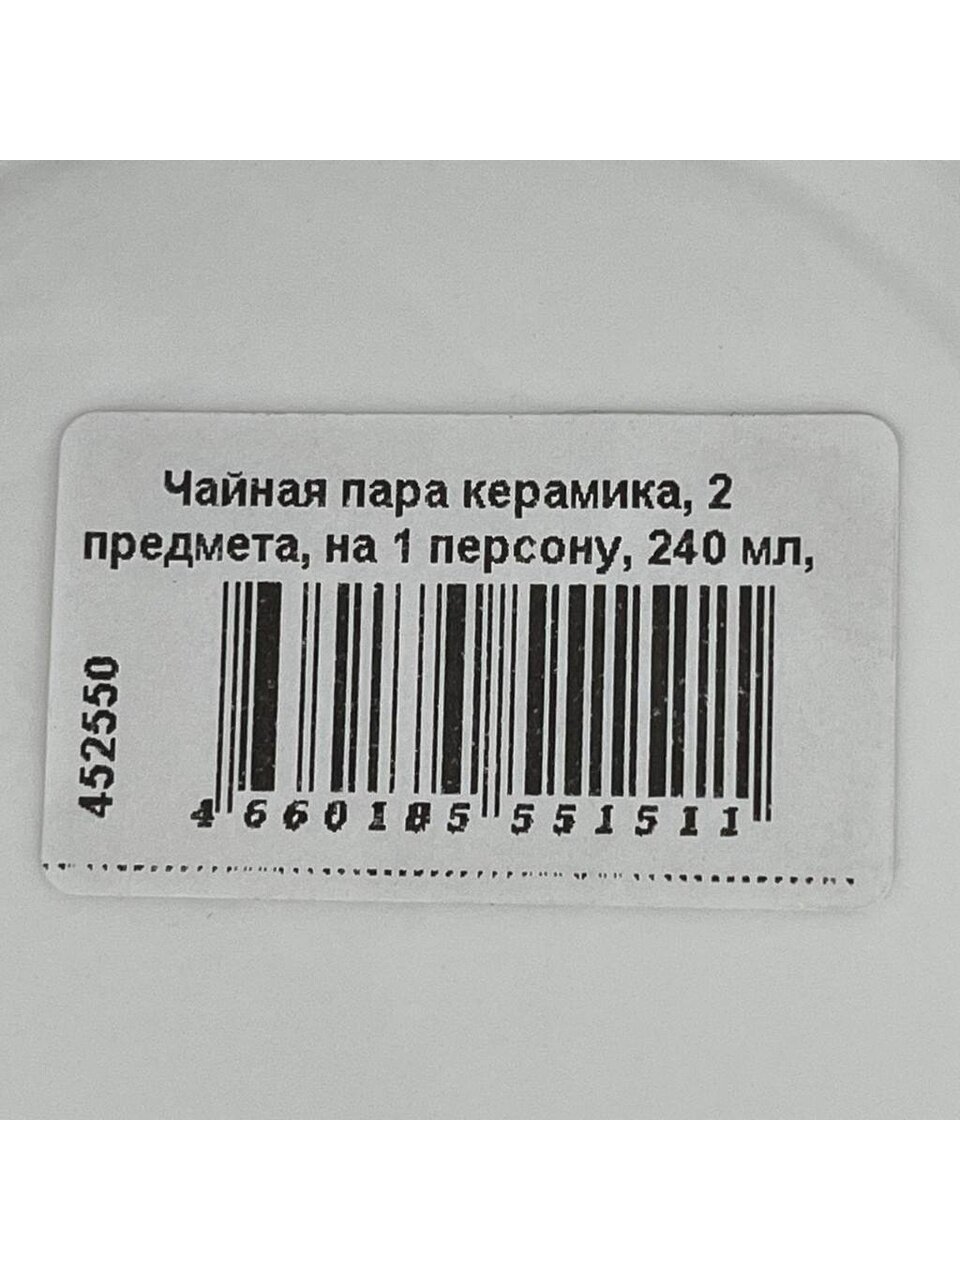 Чайная пара керамика, 2
предмета, на 1 персону, 240 мл,
452550
4 660185 551511